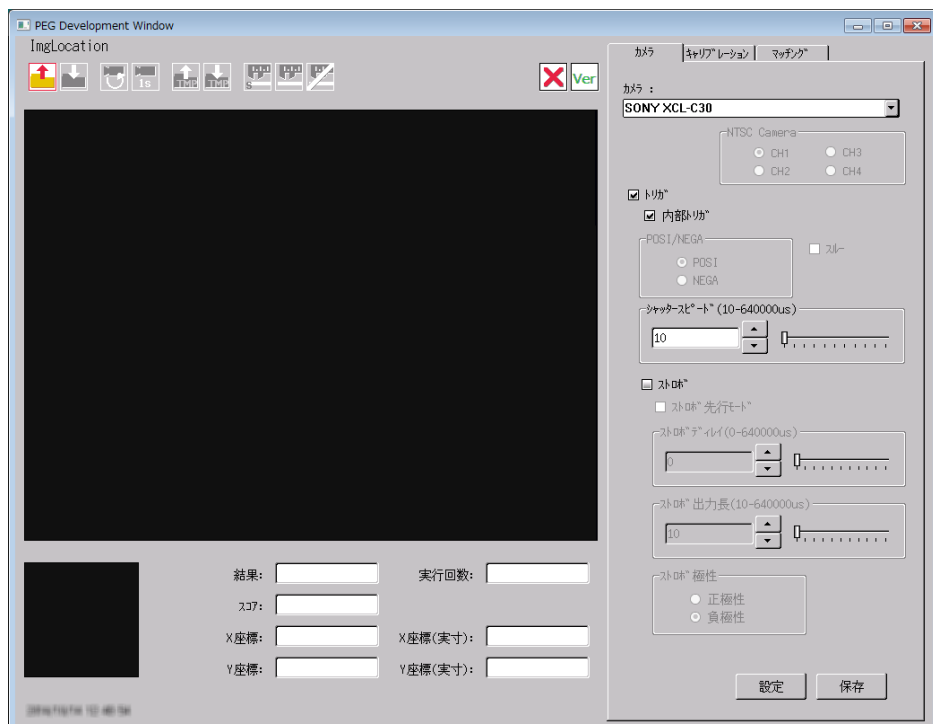 PEG Development Window
ImgLocation
1s
TMP
TMP
s
Ver
カメラ
キャリブレーション
マッチング
カメラ :
SONY XCL-C30
NTSC Camera
CH1
CH3
CH2
CH4
トリガ
内部トリガ
POSI/NEGA
スルー
POSI
NEGA
シャッタースピード(10-640000us)
10
ストロボ
ストロボ先行モード
ストロボディレイ(0-640000us)
0
ストロボ出力長(10-640000us)
10
ストロボ極性
正極性
負極性
結果:
実行回数:
スコア:
X座標:
X座標(実寸):
Y座標:
Y座標(実寸):
設定
保存